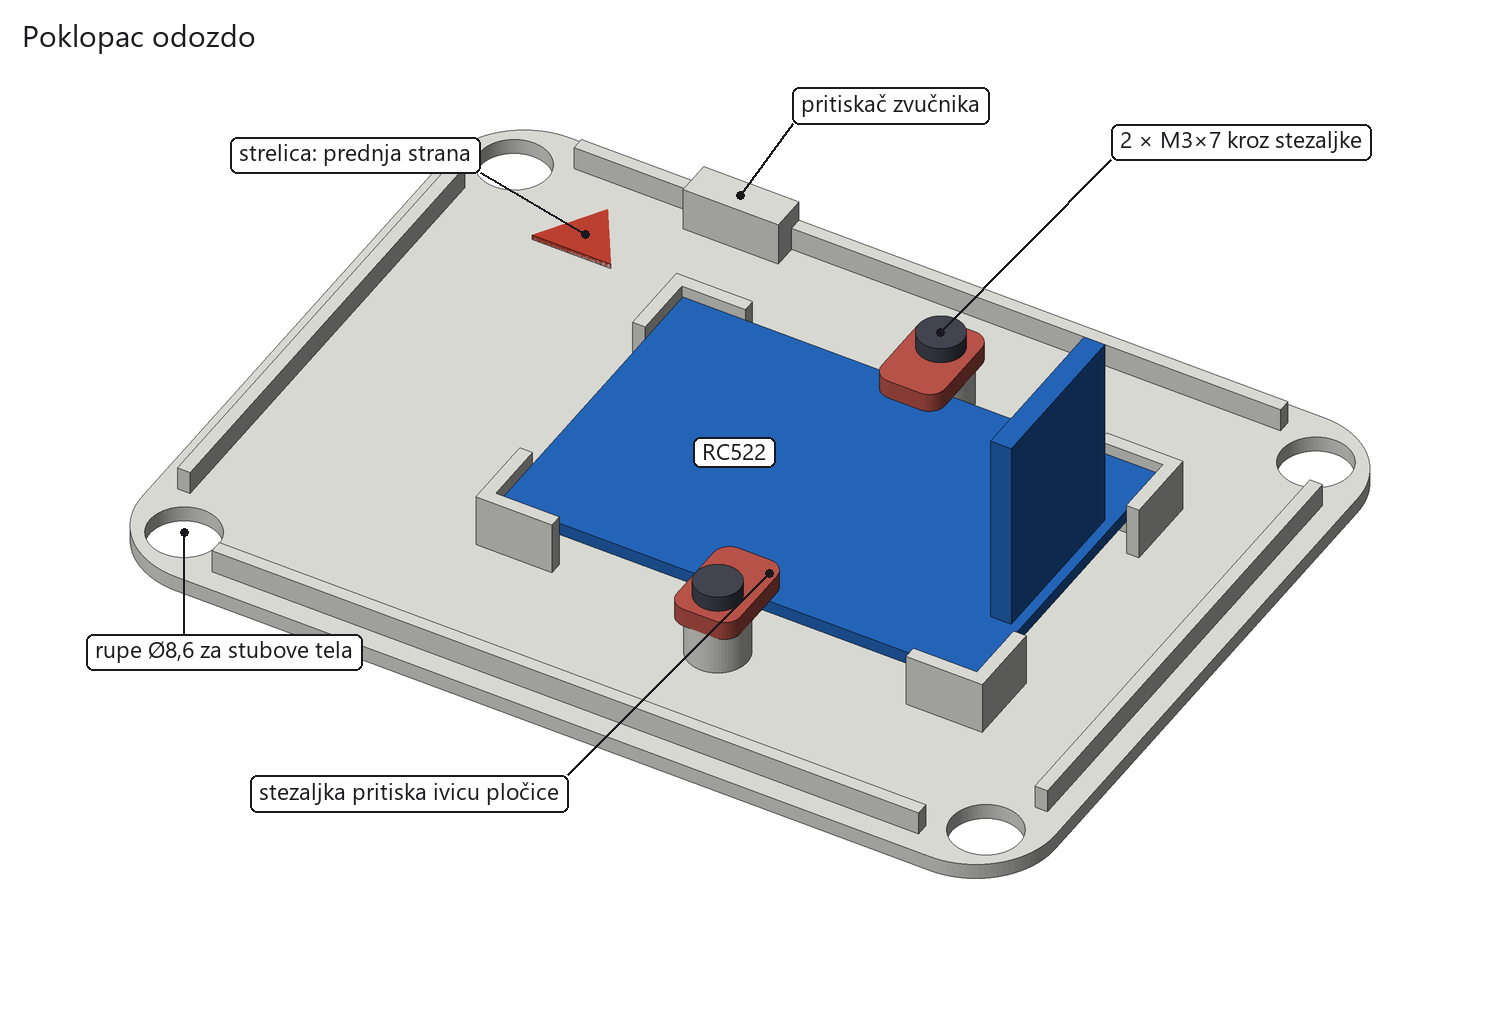 Poklopac odozdo
pritiskač zvučnika
2 × M3×7 kroz stezaljke
strelica: prednja strana
RC522
rupe Ø8,6 za stubove tela
stezaljka pritiska ivicu pločice